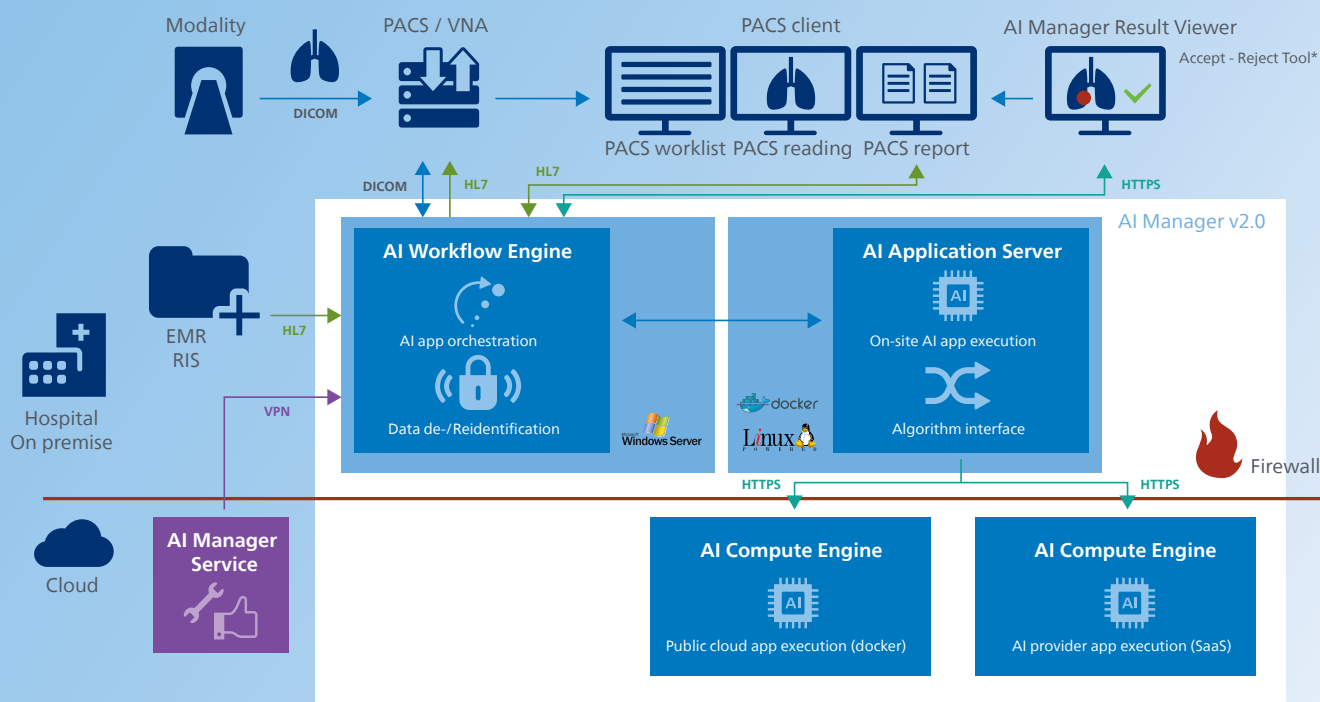 Modality
PACS / VNA
PACS client
AI Manager Result Viewer
Accept - Reject Tool*
DICOM
PACS worklist
PACS reading
PACS report
DICOM
HL7
HL7
HTTPS
HTTPS
AI Manager v2.0
AI Workflow Engine
AI app orchestration
Data de-/Reidentification
Microsoft
Windows Server
AI Application Server
AI
On-site AI app execution
Algorithm interface
docker
Linux
POWERED
EMR
RIS
HL7
Hospital
On premise
VPN
Firewall
HTTPS
HTTPS
Cloud
AI Manager
Service
AI Compute Engine
AI
Public cloud app execution (docker)
AI Compute Engine
AI
AI provider app execution (SaaS)